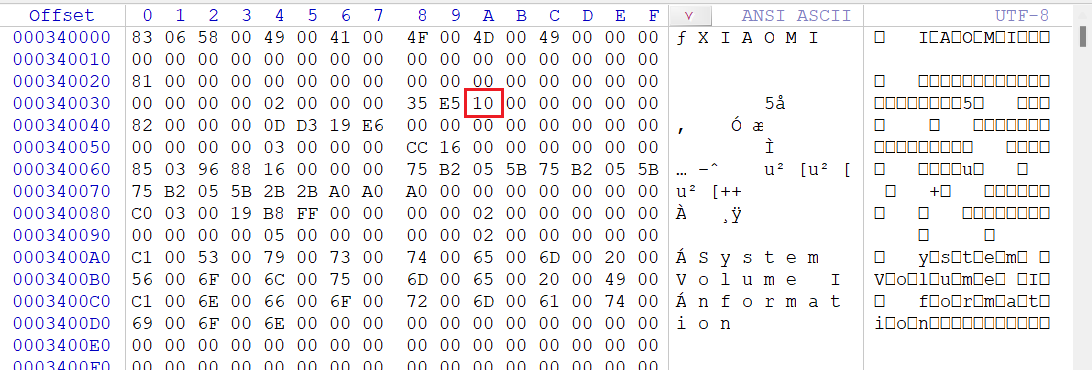 Offset 0 1 2 3 4 5 6 7 8 9 A B C D E F ANSI ASCII UTF-8
000340000 83 06 58 00 49 00 41 00 4F 00 4D 00 49 00 00 00 ƒ X I A O M I I A O M I
000340010 00 00 00 00 00 00 00 00 00 00 00 00 00 00 00 00
000340020 81 00 00 00 00 00 00 00 00 00 00 00 00 00 00 00
000340030 00 00 00 00 02 00 00 00 35 E5 10 00 00 00 00 00 5å 5
000340040 82 00 00 00 0D D3 19 E6 00 00 00 00 00 00 00 00 ‚ Ó æ
000340050 00 00 00 00 03 00 00 00 CC 16 00 00 00 00 00 00 Ì
000340060 85 03 96 88 16 00 00 00 75 B2 05 5B 75 B2 05 5B … –ˆ u² [u² [ u [
000340070 75 B2 05 5B 2B 2B A0 A0 A0 00 00 00 00 00 00 00 u² [++ +
000340080 C0 03 00 19 B8 FF 00 00 00 00 02 00 00 00 00 00 À ¸ÿ
000340090 00 00 00 00 05 00 00 00 00 00 02 00 00 00 00 00
0003400A0 C1 00 53 00 79 00 73 00 74 00 65 00 6D 00 20 00 Á S y s t e m y s t e m
0003400B0 56 00 6F 00 6C 00 75 00 6D 00 65 00 20 00 49 00 V o l u m e I V o l u m e I
0003400C0 C1 00 6E 00 66 00 6F 00 72 00 6D 00 61 00 74 00 Á n f o r m a t f o r m a t
0003400D0 69 00 6F 00 6E 00 00 00 00 00 00 00 00 00 00 00 i o n i o n
0003400E0 00 00 00 00 00 00 00 00 00 00 00 00 00 00 00 00
0003400F0 00 00 00 00 00 00 00 00 00 00 00 00 00 00 00 00